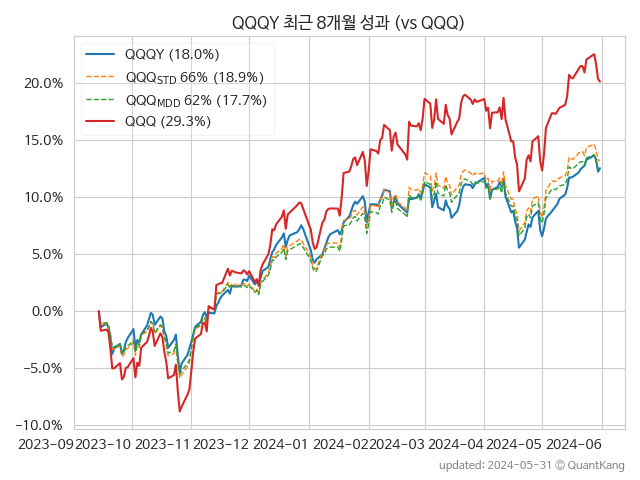 QQQY 최근 8개월 성과 (vs QQQ)
QQQY (18.0%)
QQQSTD 66% (18.9%)
QQQMDD 62% (17.7%)
QQQ (29.3%)
20.0%
15.0%
10.0%
5.0%
0.0%
−5.0%
−10.0%
2023-09 2023-10 2023-11 2023-12 2024-01 2024-02 2024-03 2024-04 2024-05 2024-06
updated: 2024-05-31 © QuantKang